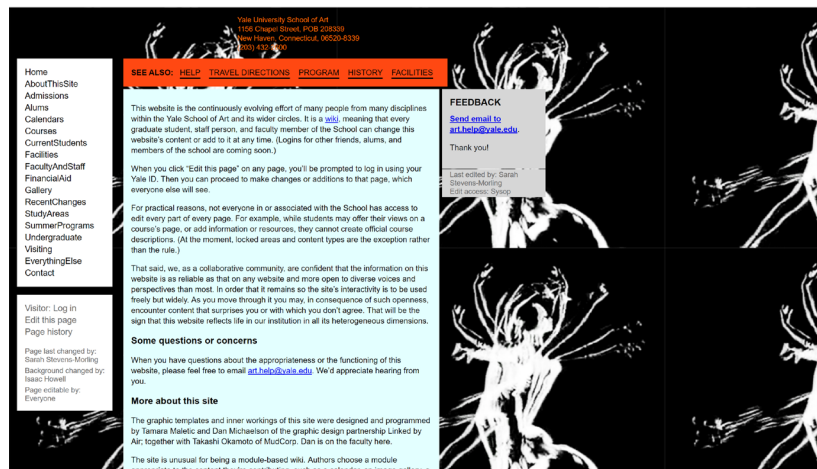 Yale University School of Art
1156 Chapel Street, POB 208339
New Haven, Connecticut, 06520-8339
(203) 432-2600
SEE ALSO: HELP TRAVEL DIRECTIONS PROGRAM HISTORY FACILITIES
Home
AboutThisSite
Admissions
Alums
Calendars
Courses
CurrentStudents
Facilities
FacultyAndStaff
FinancialAid
Gallery
RecentChanges
StudyAreas
SummerPrograms
Undergraduate
Visiting
EverythingElse
Contact
Visitor: Log in
Edit this page
Page history
Page last changed by:
Sarah Stevens-Morling
Background changed by:
Isaac Howell
Page editable by:
Everyone
This website is the continuously evolving effort of many people from many disciplines
within the Yale School of Art and its wider circles. It is a wiki, meaning that every
graduate student, staff person, and faculty member of the School can change this
website's content or add to it at any time. (Logins for other friends, alums, and
members of the school are coming soon.)
When you click “Edit this page” on any page, you'll be prompted to log in using your
Yale ID. Then you can proceed to make changes or additions to that page, which
everyone else will see.
For practical reasons, not everyone in or associated with the School has access to
edit every part of every page. For example, while students may offer their views on a
course's page, or add information or resources, they cannot create official course
descriptions. (At the moment, locked areas and content types are the exception rather
than the rule.)
That said, we, as a collaborative community, are confident that the information on this
website is as reliable as that on any website and more open to diverse voices and
perspectives than most. In order that it remains so the site's interactivity is to be used
freely but widely. As you move through it you may, in consequence of such openness,
encounter content that surprises you or with which you don't agree. That will be the
sign that this website reflects life in our institution in all its heterogeneous dimensions.
Some questions or concerns
When you have questions about the appropriateness or the functioning of this
website, please feel free to email art.help@yale.edu. We'd appreciate hearing from
you.
More about this site
The graphic templates and inner workings of this site were designed and programmed
by Tamara Maletic and Dan Michaelson of the graphic design partnership Linked by
Air; together with Takashi Okamoto of MudCorp. Dan is on the faculty here.
The site is unusual for being a module-based wiki. Authors choose a module
FEEDBACK
Send email to
art.help@yale.edu.
Thank you!
Last edited by: Sarah
Stevens-Morling
Edit access: Sysop